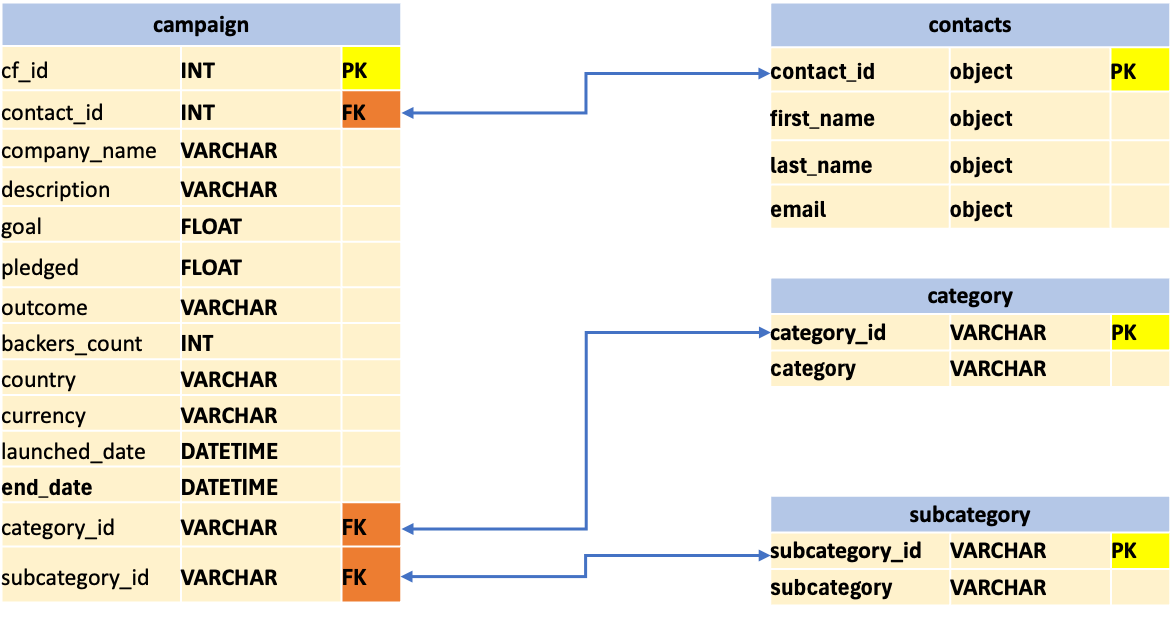 campaign
cf_id INT PK
contact_id INT FK
company_name VARCHAR
description VARCHAR
goal FLOAT
pledged FLOAT
outcome VARCHAR
backers_count INT
country VARCHAR
currency VARCHAR
launched_date DATETIME
end_date DATETIME
category_id VARCHAR FK
subcategory_id VARCHAR FK
contacts
contact_id object PK
first_name object
last_name object
email object
category
category_id VARCHAR PK
category VARCHAR
subcategory
subcategory_id VARCHAR PK
subcategory VARCHAR